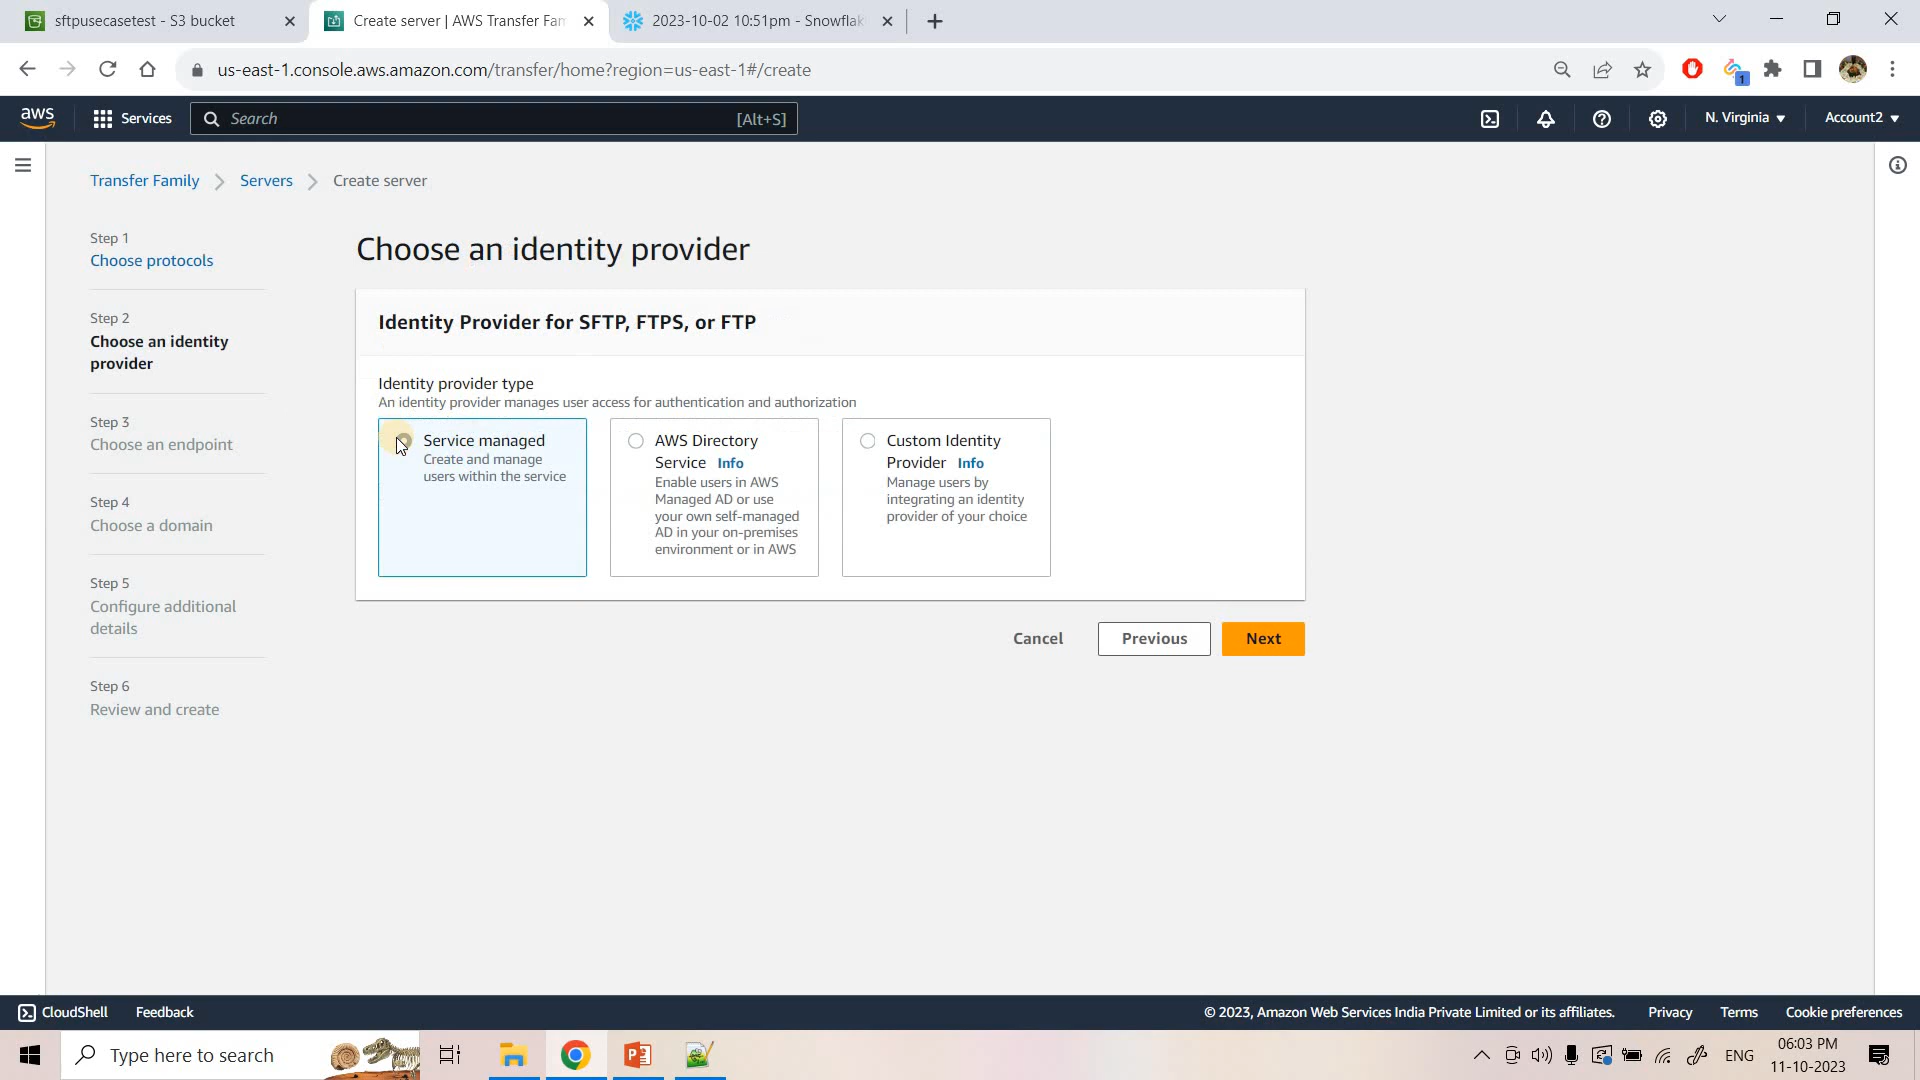 sftpusecasetest - S3 bucket
Create server | AWS Transfer Fam
2023-10-02 10:51pm - Snowflak
us-east-1.console.aws.amazon.com/transfer/home?region=us-east-1#/create
1
aws
Services
Search
[Alt+S]
N. Virginia
Account2
Transfer Family
Servers
Create server
Step 1
Choose protocols
Step 2
Choose an identity
provider
Step 3
Choose an endpoint
Step 4
Choose a domain
Step 5
Configure additional
details
Step 6
Review and create
Choose an identity provider
Identity Provider for SFTP, FTPS, or FTP
Identity provider type
An identity provider manages user access for authentication and authorization
Service managed
Create and manage
users within the service
AWS Directory
Service Info
Enable users in AWS
Managed AD or use
your own self-managed
AD in your on-premises
environment or in AWS
Custom Identity
Provider Info
Manage users by
integrating an identity
provider of your choice
Cancel
Previous
Next
CloudShell
Feedback
© 2023, Amazon Web Services India Private Limited or its affiliates.
Privacy
Terms
Cookie preferences
Type here to search
ENG
06:03 PM
11-10-2023